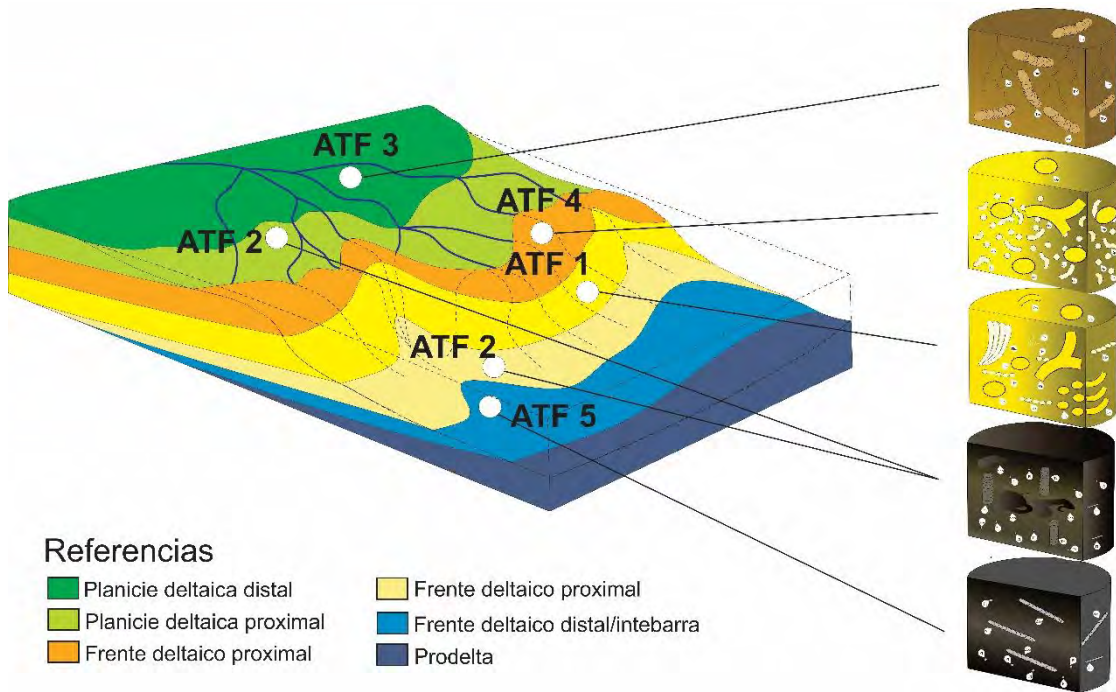 ATF 3
ATF 4
ATF 2
ATF 1
ATF 2
ATF 5
Referencias
Planicie deltaica distal
Planicie deltaica proximal
Frente deltaico proximal
Frente deltaico proximal
Frente deltaico distal/intebarra
Prodelta